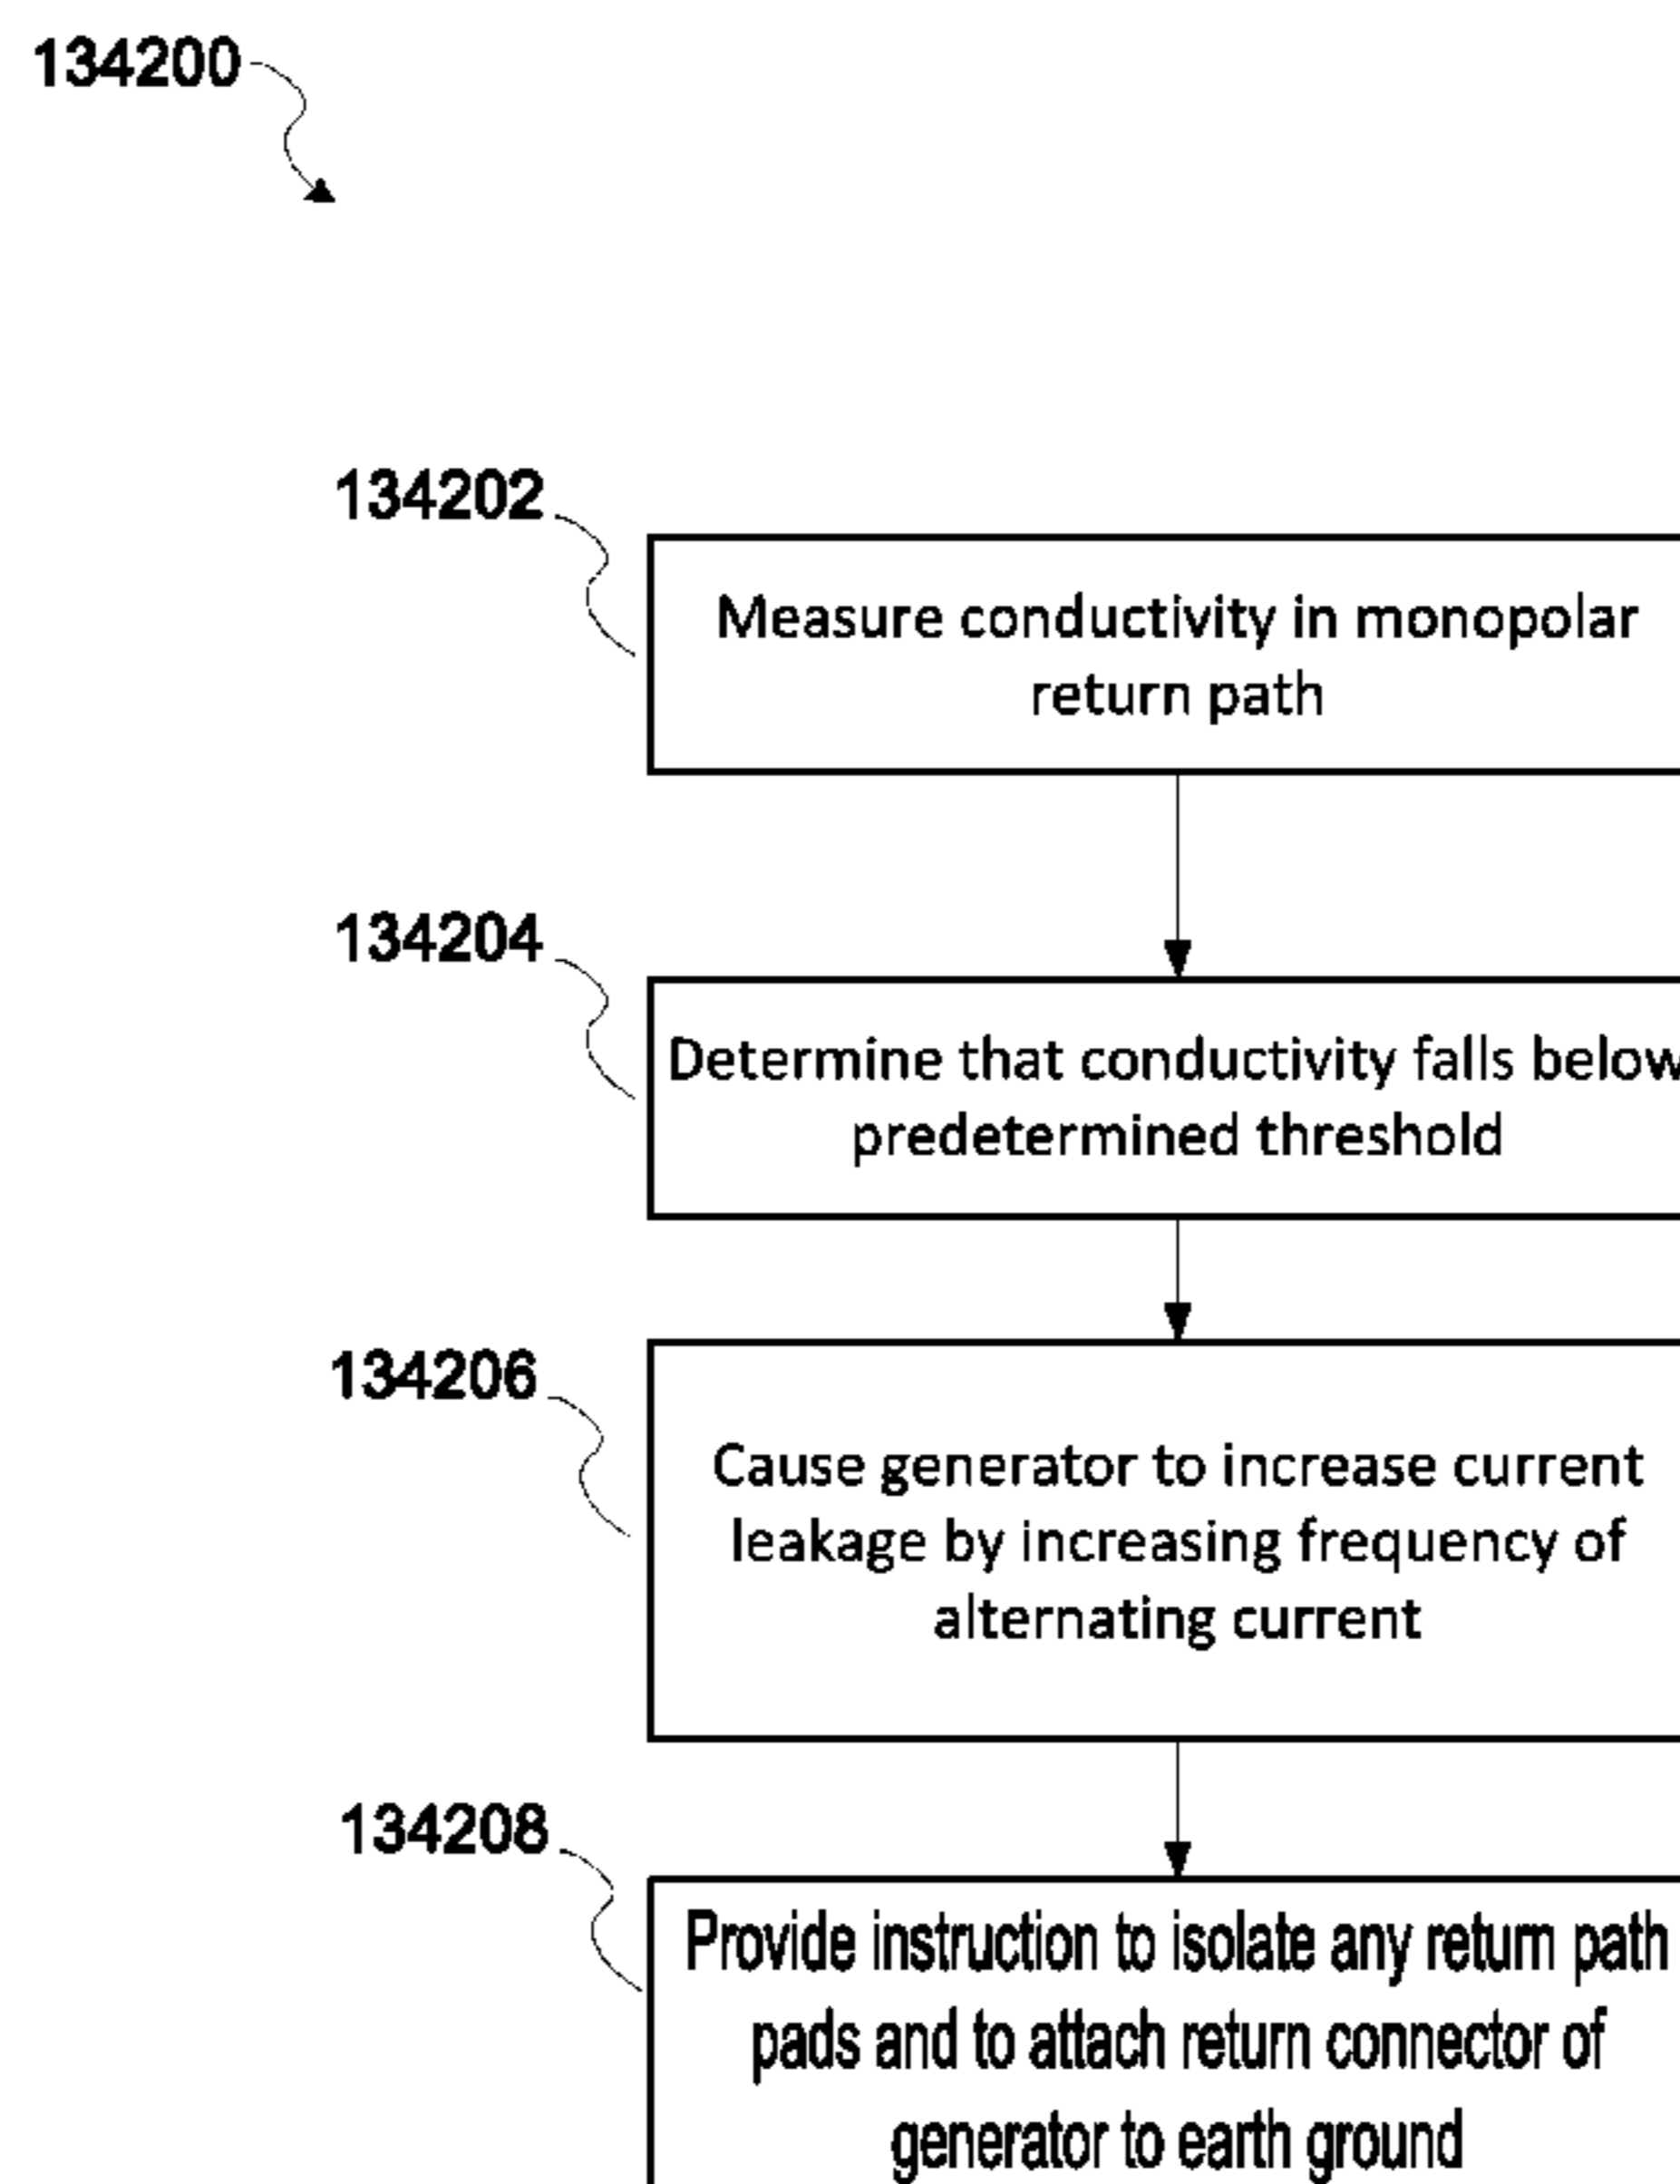 134200
134202
Measure conductivity in monopolar
return path
134204
Determine that conductivity falls below
predetermined threshold
134206
Cause generator to increase current
leakage by increasing frequency of
alternating current
134208
Provide instruction to isolate any return path
pads and to attach return connector of
generator to earth ground